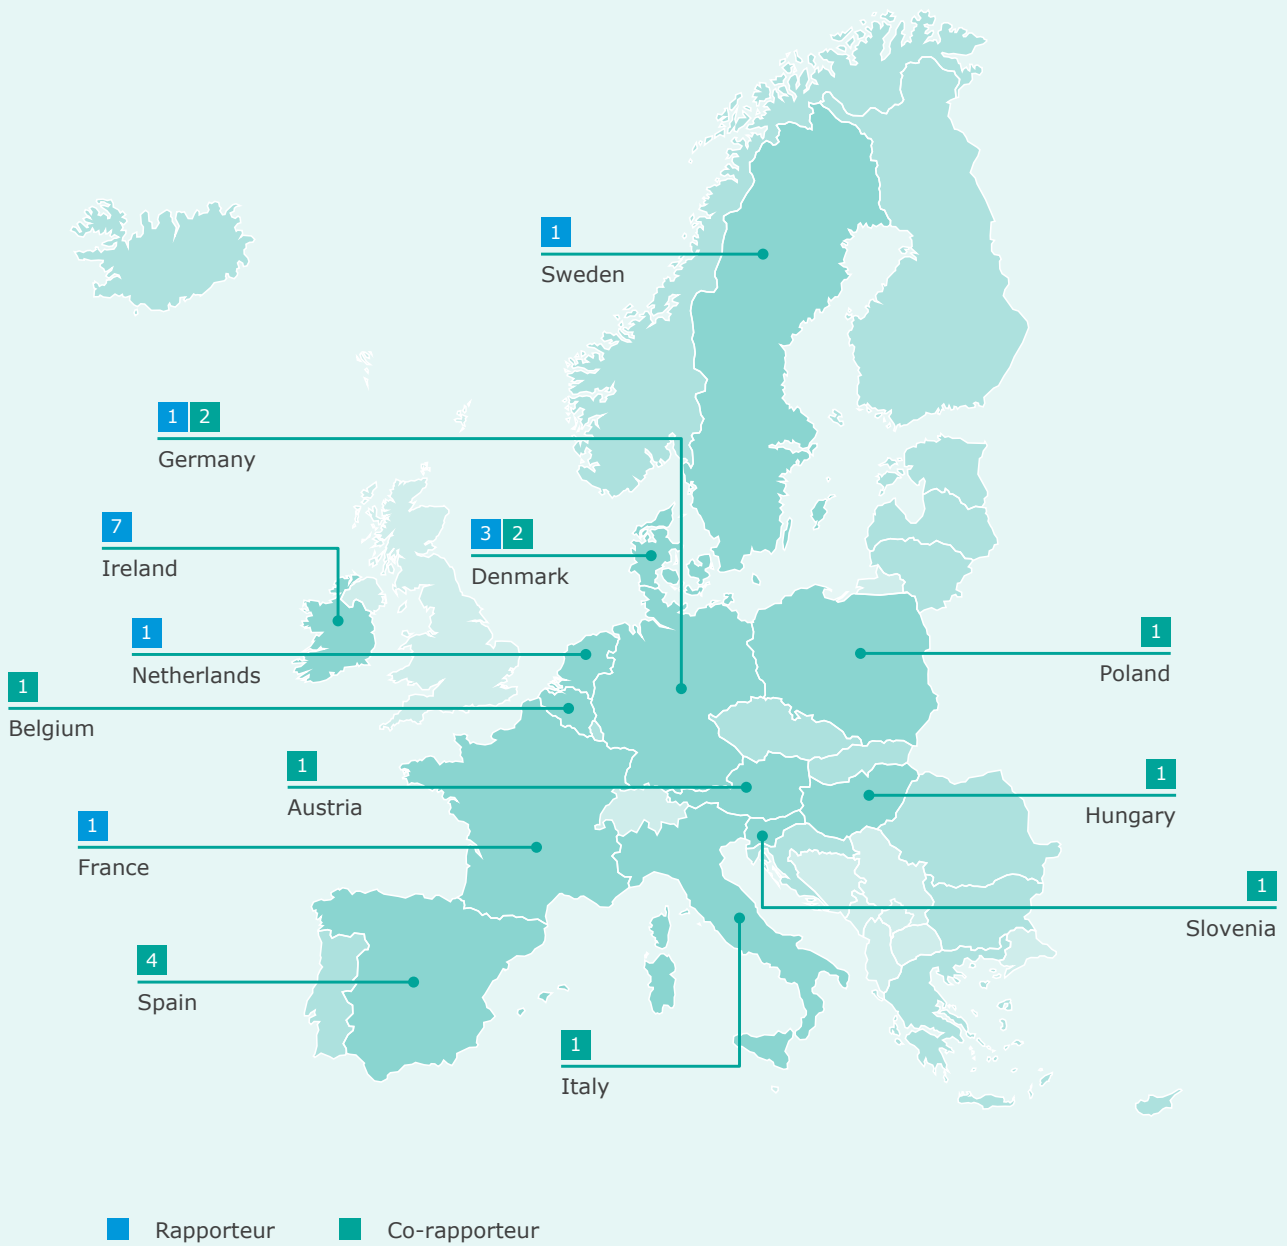 1
Sweden
1 2
Germany
7
Ireland
3 2
Denmark
1
Netherlands
1
Poland
1
Belgium
1
Austria
1
Hungary
1
France
1
Slovenia
4
Spain
1
Italy
Rapporteur Co-rapporteur